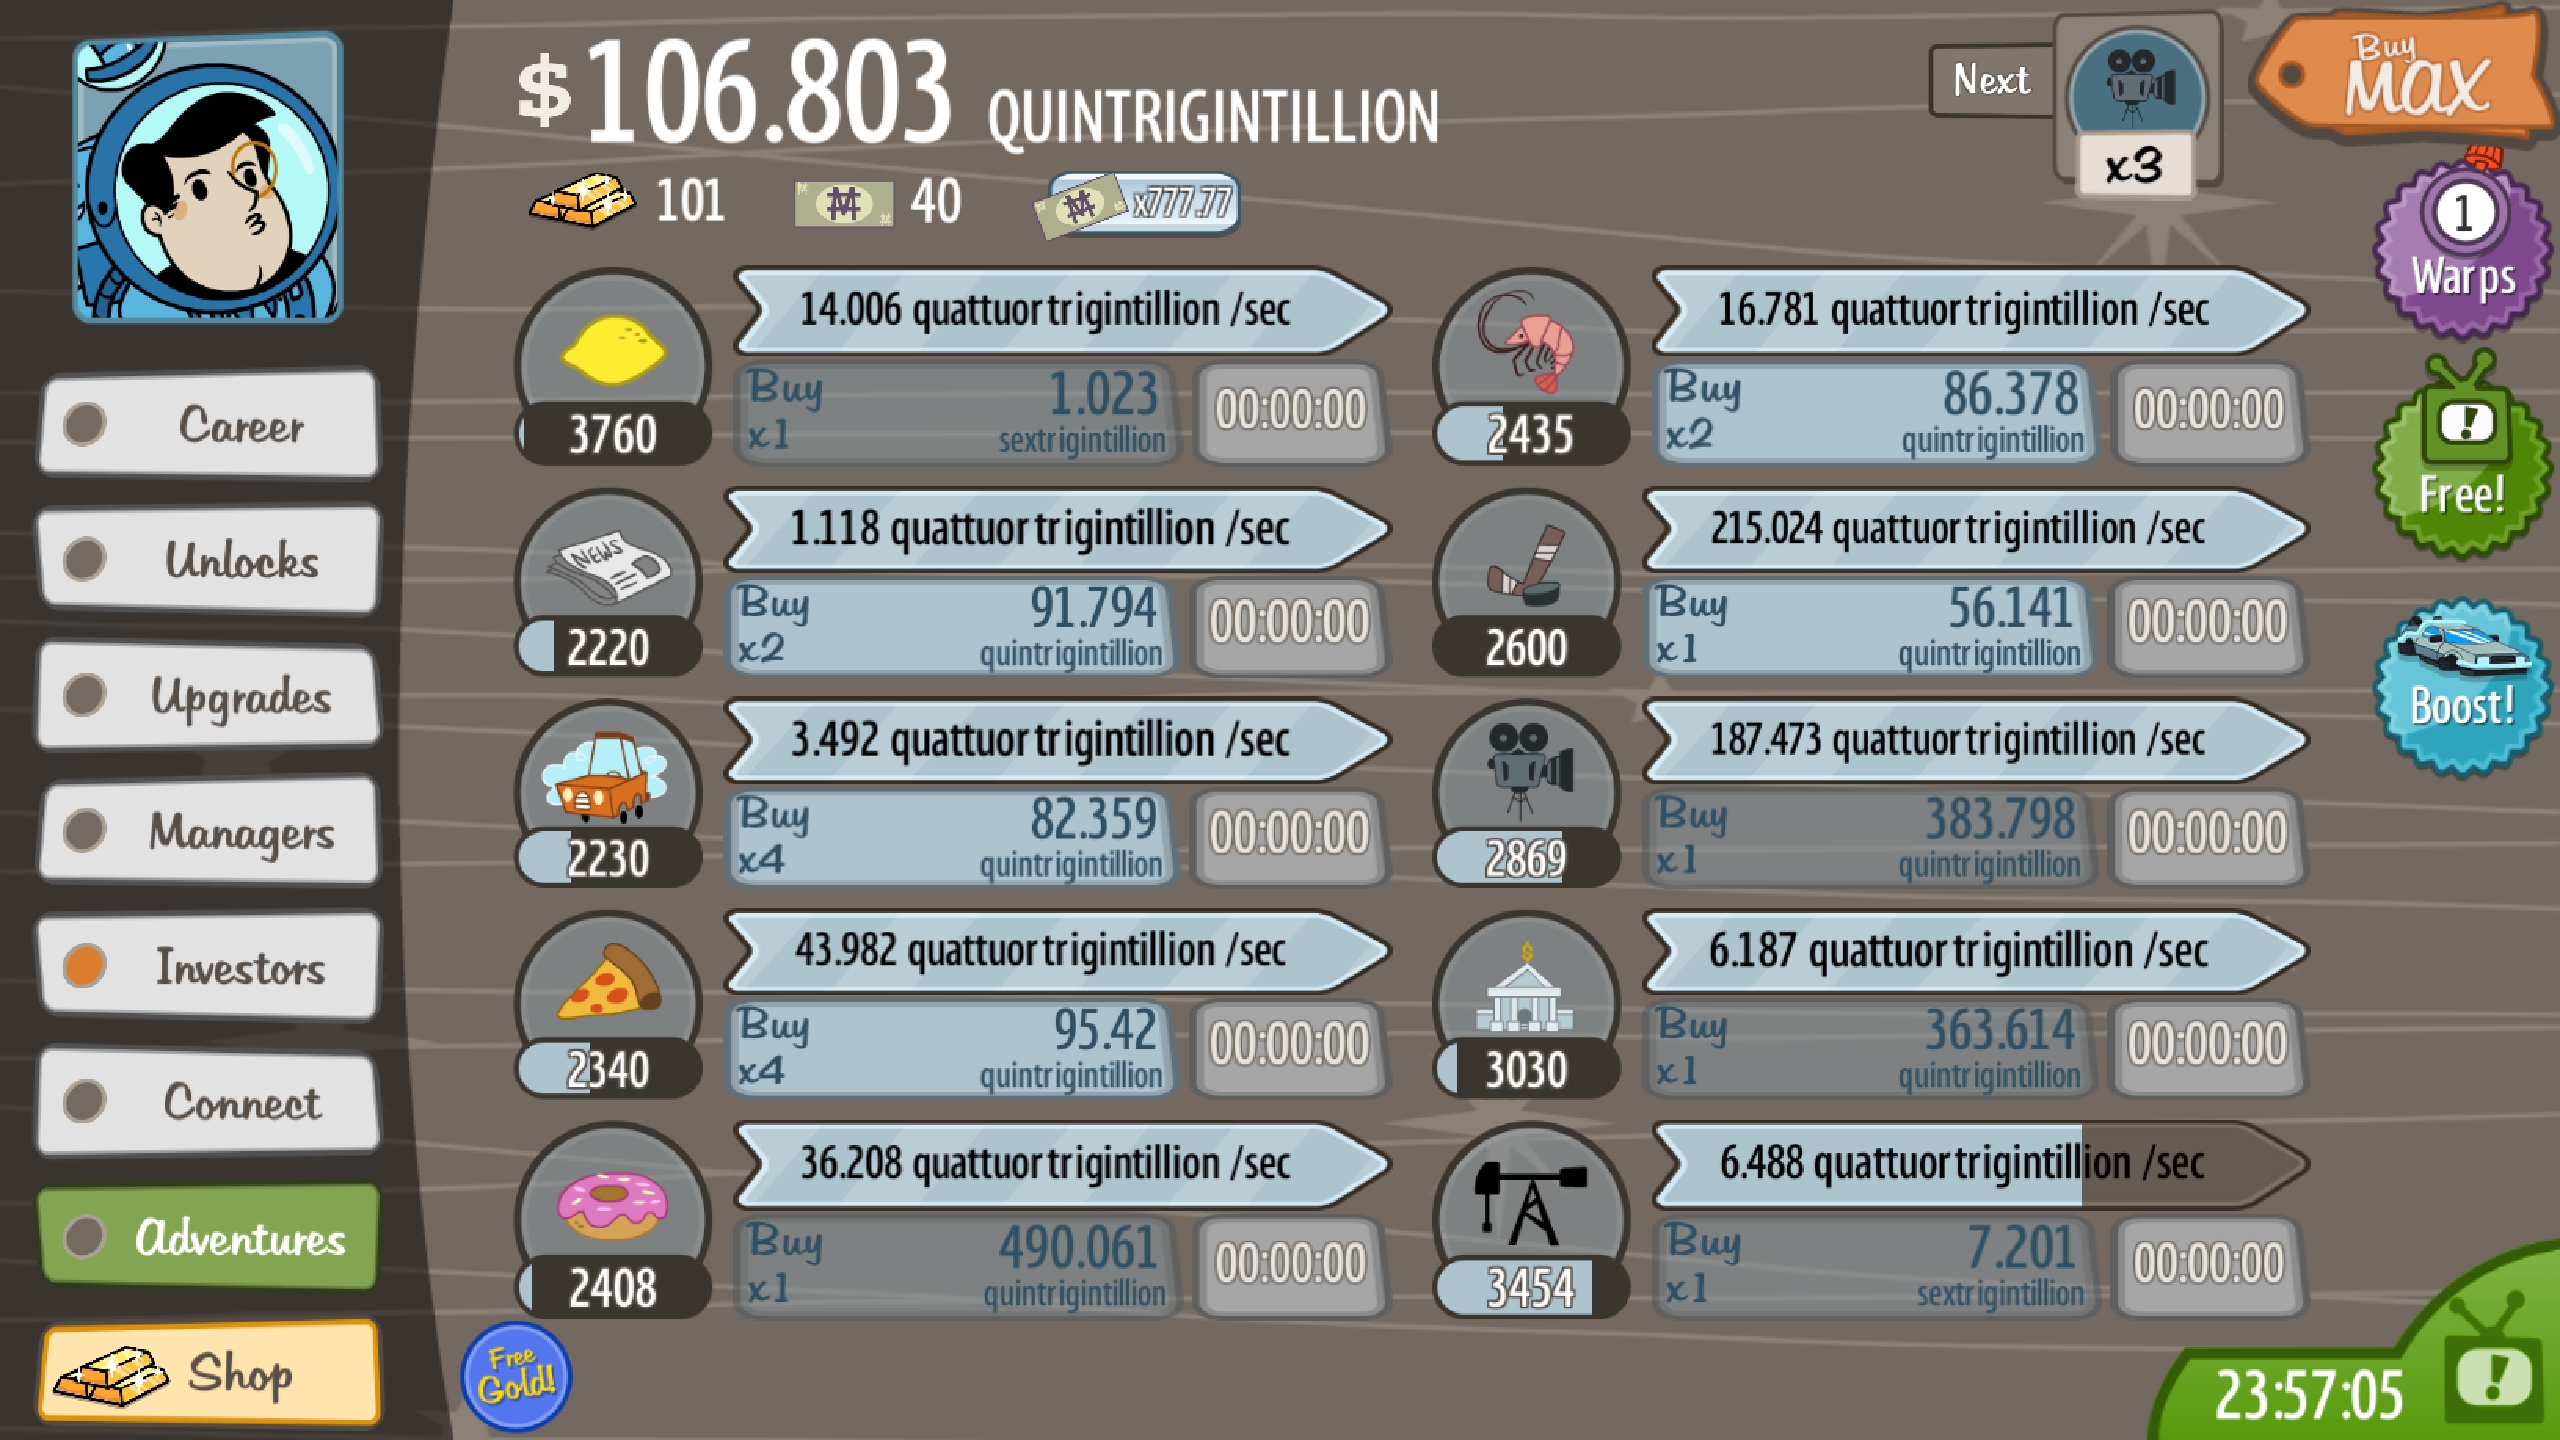 $106.803 QUINTRIGINTILLION
Next
x3
Buy
MAX
101
40
x777.77
1
Warps
Free!
Boost!
Career
Unlocks
Upgrades
Managers
Investors
Connect
Adventures
Shop
14.006 quattuortrigintillion /sec
3760
Buy
x1
1.023
sextrigintillion
00:00:00
NEWS
1.118 quattuortrigintillion /sec
2220
Buy
x2
91.794
quintrigintillion
00:00:00
3.492 quattuortrigintillion /sec
2230
Buy
x4
82.359
quintrigintillion
00:00:00
43.982 quattuortrigintillion /sec
2340
Buy
x4
95.42
quintrigintillion
00:00:00
36.208 quattuortrigintillion /sec
2408
Buy
x1
490.061
quintrigintillion
00:00:00
16.781 quattuortrigintillion /sec
2435
Buy
x2
86.378
quintrigintillion
00:00:00
215.024 quattuortrigintillion /sec
2600
Buy
x1
56.141
quintrigintillion
00:00:00
187.473 quattuortrigintillion /sec
2869
Buy
x1
383.798
quintrigintillion
00:00:00
$
6.187 quattuortrigintillion /sec
3030
Buy
x1
363.614
quintrigintillion
00:00:00
6.488 quattuortrigintillion /sec
3454
Buy
x1
7.201
sextrigintillion
00:00:00
Free
Gold!
23:57:05
!